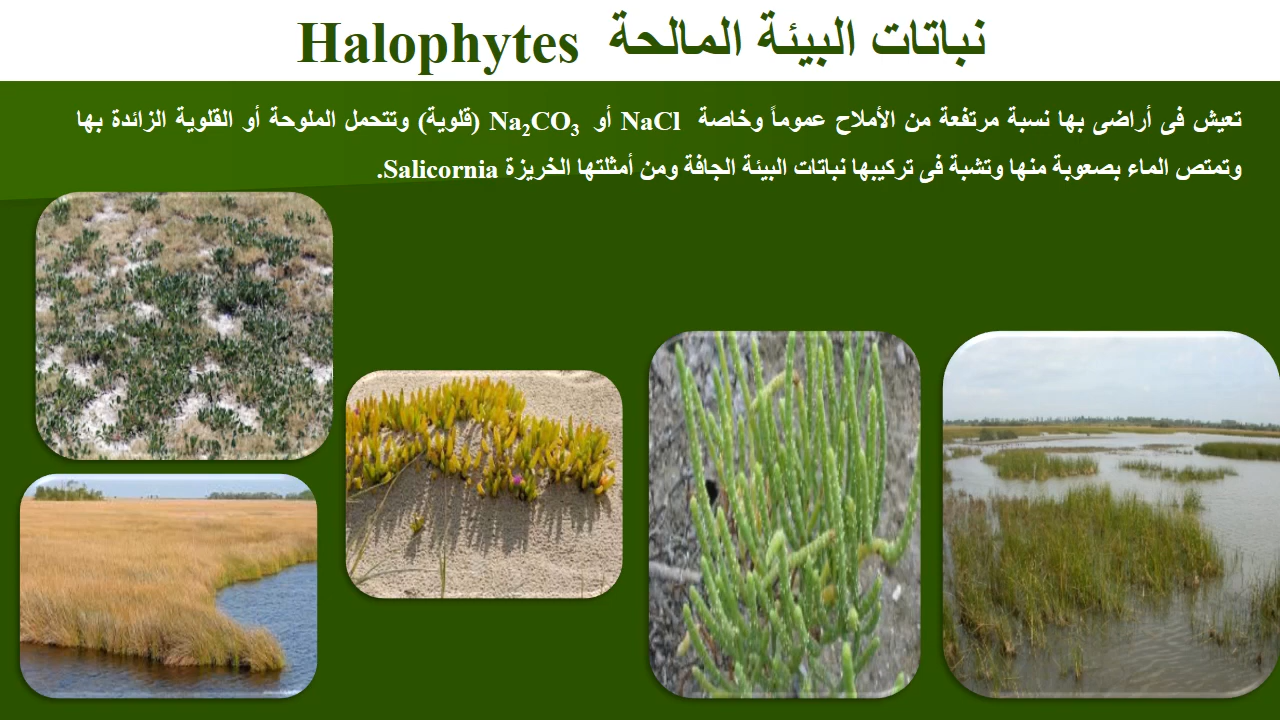 نباتات البيئة المالحة Halophytes
تعيش فى أراضى بها نسبة مرتفعة من الأملاح عموماً وخاصة NaCl أو Na₂CO₃ (قلوية) وتتحمل الملوحة أو القلوية الزائدة بها
وتمتص الماء بصعوبة منها وتشبة فى تركيبها نباتات البيئة الجافة ومن أمثلتها الخريزة Salicornia.